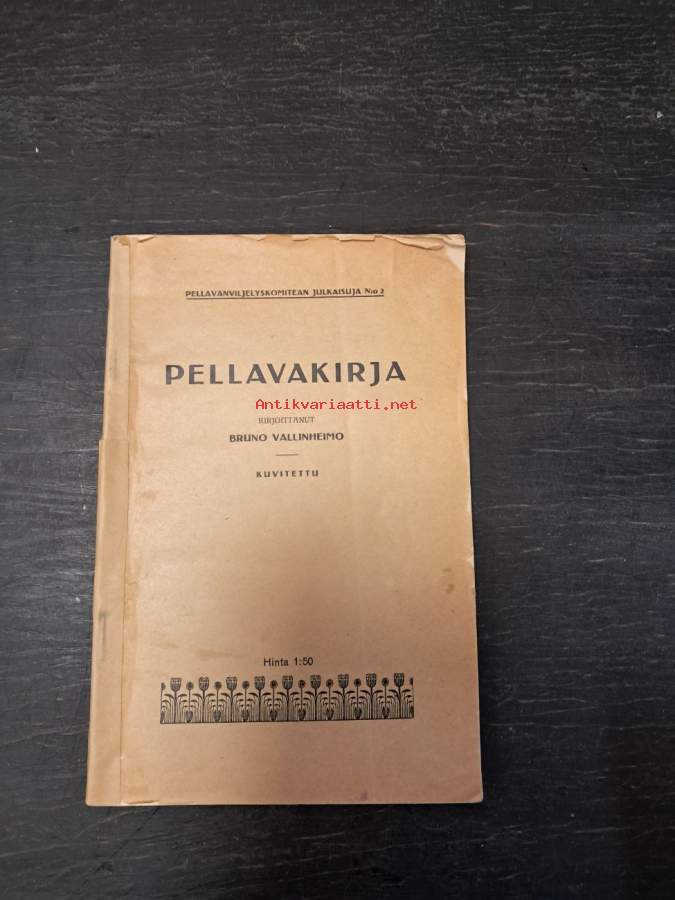 PELLAVANVILJELYSKOMITEAN JULKAISUJA N:o 2
PELLAVAKIRJA
Antikvariaatti.net
KIRJOITTANUT
BRUNO VALLINHEIMO
KUVITETTU
Hinta 1:50